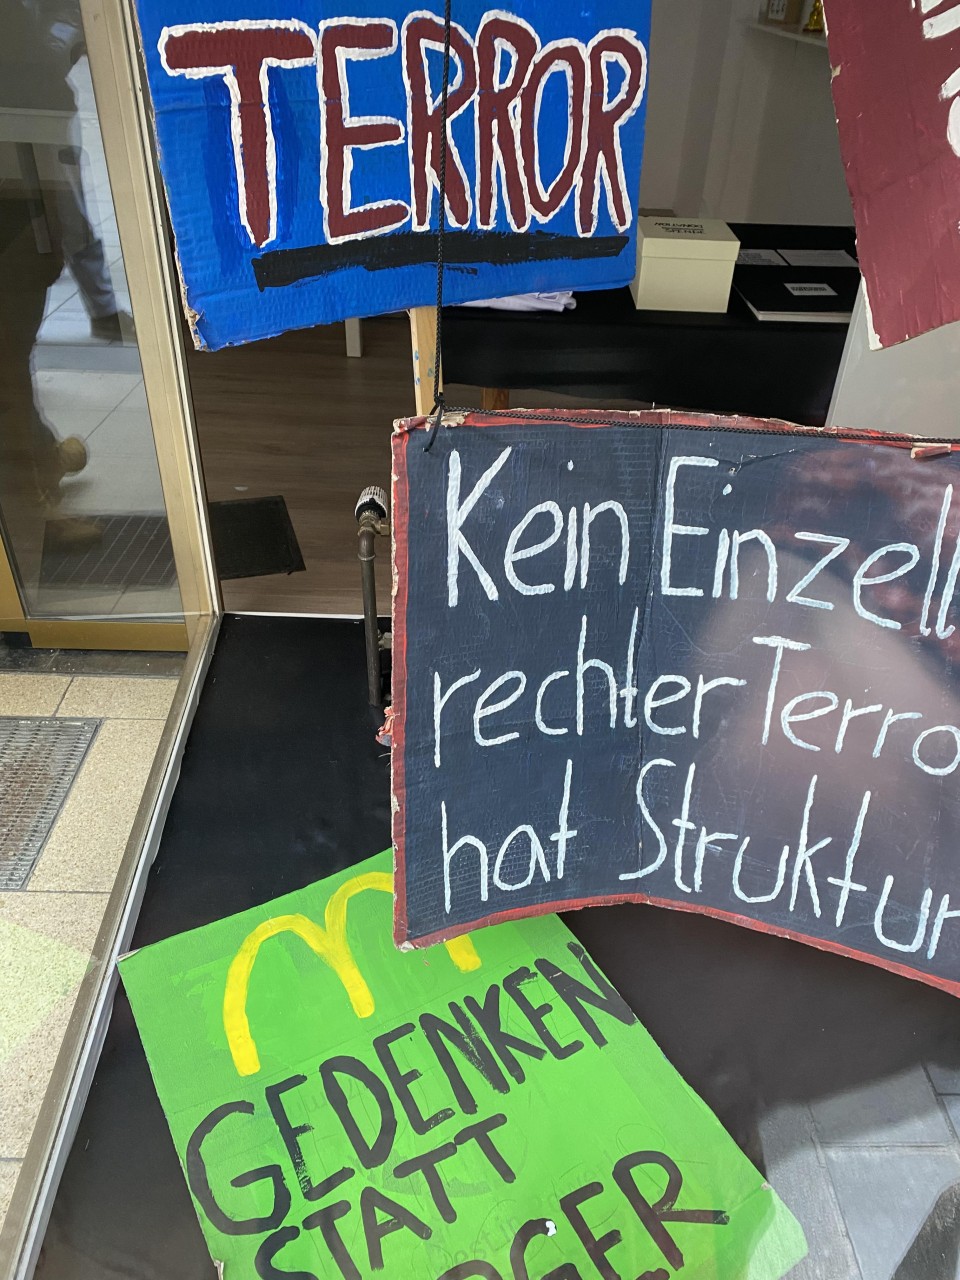 TERROR
Kein Einzell
rechter Terro
hat Struktur
GEDENKEN
STATT